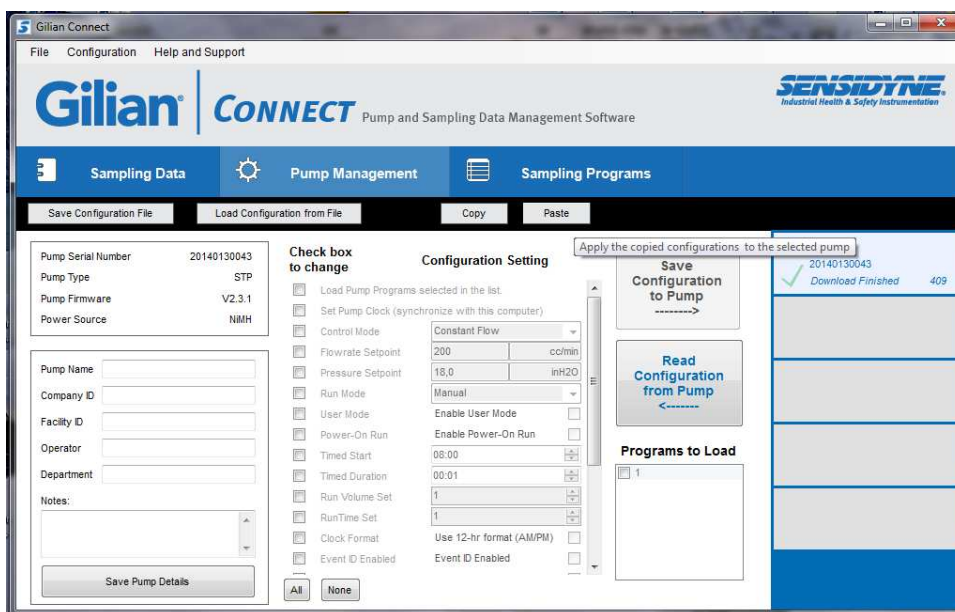 Gilian Connect
File Configuration Help and Support
Gilian CONNECT Pump and Sampling Data Management Software
SENSIDYNE
Industrial Health & Safety Instrumentation
Sampling Data Pump Management Sampling Programs
Save Configuration File Load Configuration from File Copy Paste
Apply the copied configurations to the selected pump
Pump Serial Number 20140130043
Pump Type STP
Pump Firmware V2.3.1
Power Source NiMH
Pump Name
Company ID
Facility ID
Operator
Department
Notes:
Save Pump Details
Check box
to change
Configuration Setting
Load Pump Programs selected in the list.
Set Pump Clock (synchronize with this computer)
Control Mode Constant Flow
Flowrate Setpoint 200 cc/min
Pressure Setpoint 18,0 inH2O
Run Mode Manual
User Mode Enable User Mode
Power-On Run Enable Power-On Run
Timed Start 08:00
Timed Duration 00:01
Run Volume Set 1
RunTime Set 1
Clock Format Use 12-hr format (AM/PM)
Event ID Enabled Event ID Enabled
All None
Save
Configuration
to Pump
-------->
Read
Configuration
from Pump
<-------
Programs to Load
1
20140130043
Download Finished 409